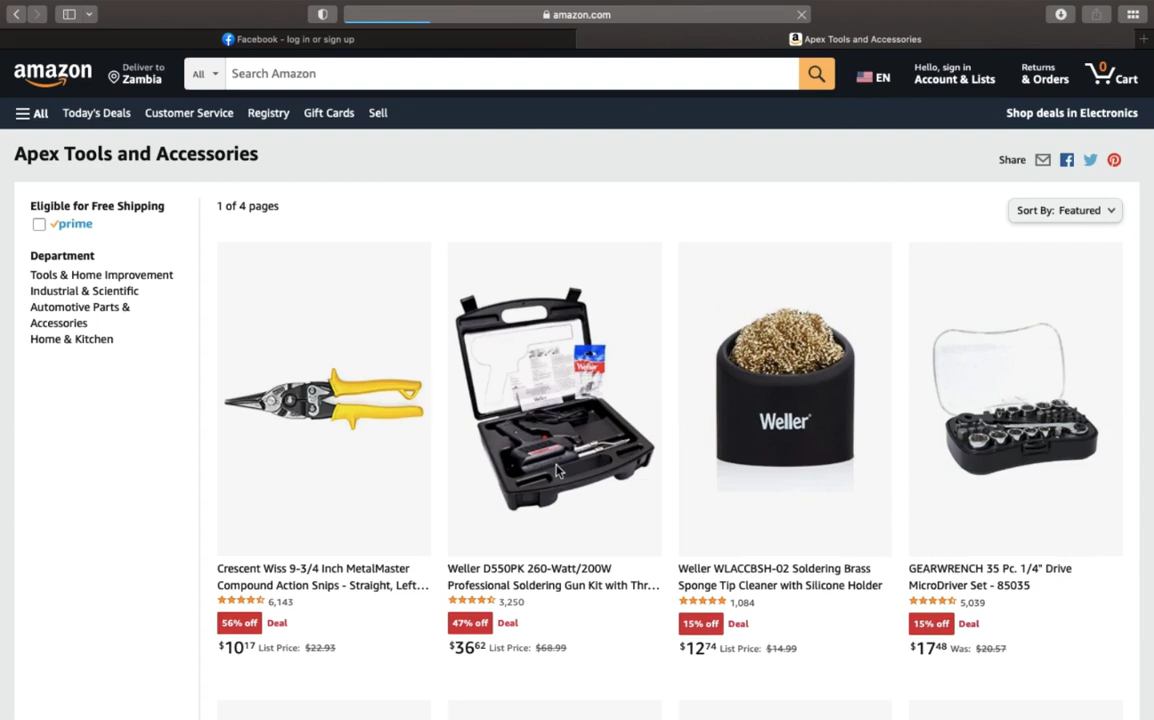 amazon.com
Facebook - log in or sign up
Apex Tools and Accessories
amazon
Deliver to
Zambia
All
Search Amazon
EN
Hello, sign in
Account & Lists
Returns
& Orders
0
Cart
All
Today's Deals
Customer Service
Registry
Gift Cards
Sell
Shop deals in Electronics
Apex Tools and Accessories
Share
Eligible for Free Shipping
prime
Department
Tools & Home Improvement
Industrial & Scientific
Automotive Parts &
Accessories
Home & Kitchen
1 of 4 pages
Sort By: Featured
Weller
Weller
Crescent Wiss 9-3/4 Inch MetalMaster
Compound Action Snips - Straight, Left...
6,143
56% off Deal
$10 17 List Price: $22.93
Weller D550PK 260-Watt/200W
Professional Soldering Gun Kit with Thr...
3,250
47% off Deal
$36 62 List Price: $68.99
Weller WLACCBSH-02 Soldering Brass
Sponge Tip Cleaner with Silicone Holder
1,084
15% off Deal
$12 74 List Price: $14.99
GEARWRENCH 35 Pc. 1/4" Drive
MicroDriver Set - 85035
5,039
15% off Deal
$17 48 Was: $20.57